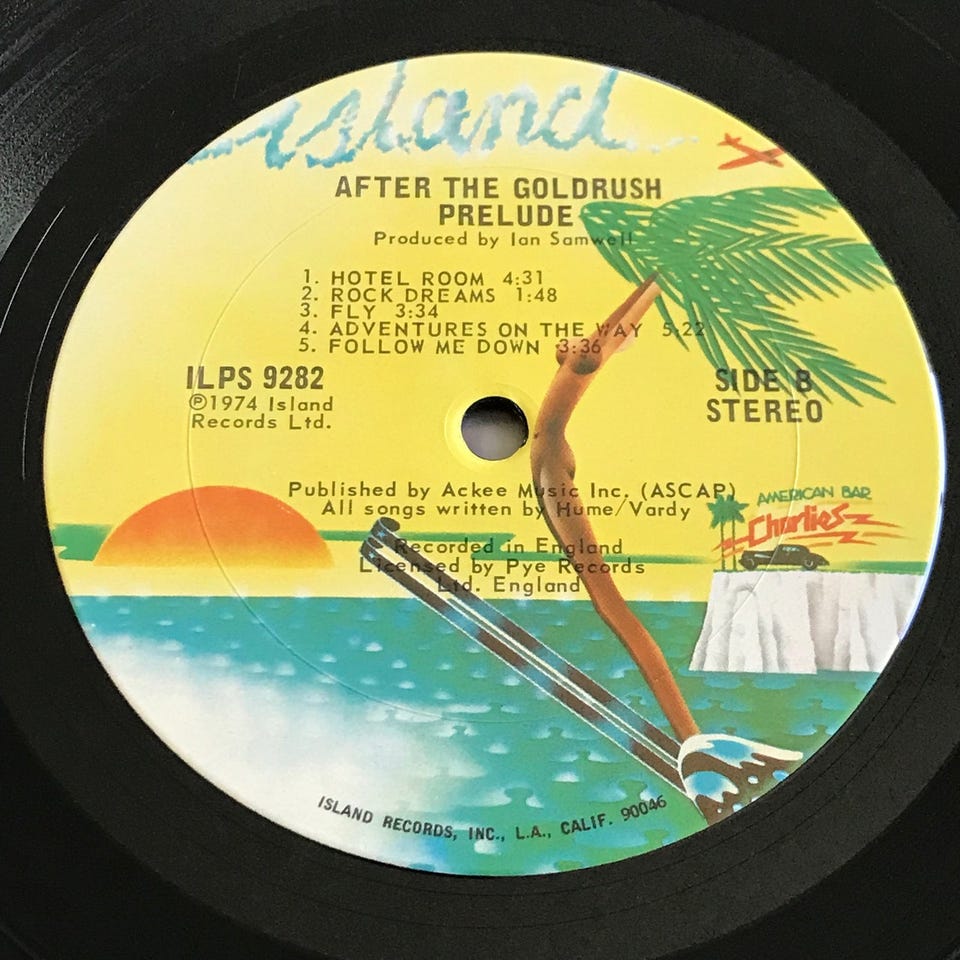 island
AFTER THE GOLDRUSH
PRELUDE
Produced by Ian Samwell
1. HOTEL ROOM 4:31
2. ROCK DREAMS 1:48
3. FLY 3:34
4. ADVENTURES ON THE WAY 5:22
5. FOLLOW ME DOWN 3:36
ILPS 9282
℗1974 Island
Records Ltd.
SIDE B
STEREO
Published by Ackee Music Inc. (ASCAP)
All songs written by Hume/Vardy
AMERICAN BAR
Charlies
Recorded in England
Licensed by Pye Records
Ltd. England
ISLAND RECORDS, INC., L.A., CALIF. 90046